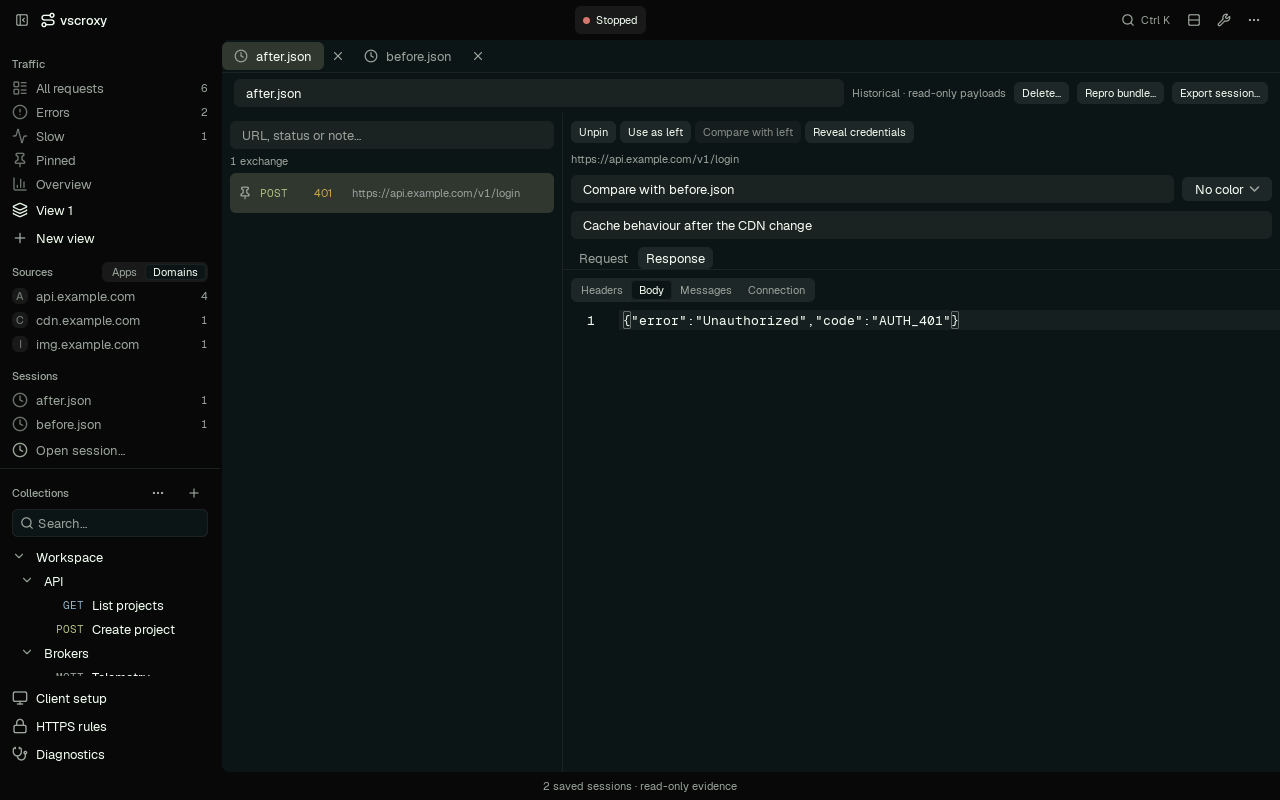 vscroxy
Stopped
Ctrl K
Traffic
All requests 6
Errors 2
Slow 1
Pinned
Overview
View 1
New view
Sources Apps Domains
A api.example.com 4
C cdn.example.com 1
I img.example.com 1
Sessions
after.json 1
before.json 1
Open session…
Collections
Search…
Workspace
API
GET List projects
POST Create project
Brokers
MQTT Telemetry
Client setup
HTTPS rules
Diagnostics
after.json
before.json
after.json
Historical · read-only payloads
Delete…
Repro bundle…
Export session…
URL, status or note…
1 exchange
POST 401 https://api.example.com/v1/login
Unpin
Use as left
Compare with left
Reveal credentials
https://api.example.com/v1/login
Compare with before.json
No color
Cache behaviour after the CDN change
Request Response
Headers Body Messages Connection
1 {"error":"Unauthorized","code":"AUTH_401"}
2 saved sessions · read-only evidence